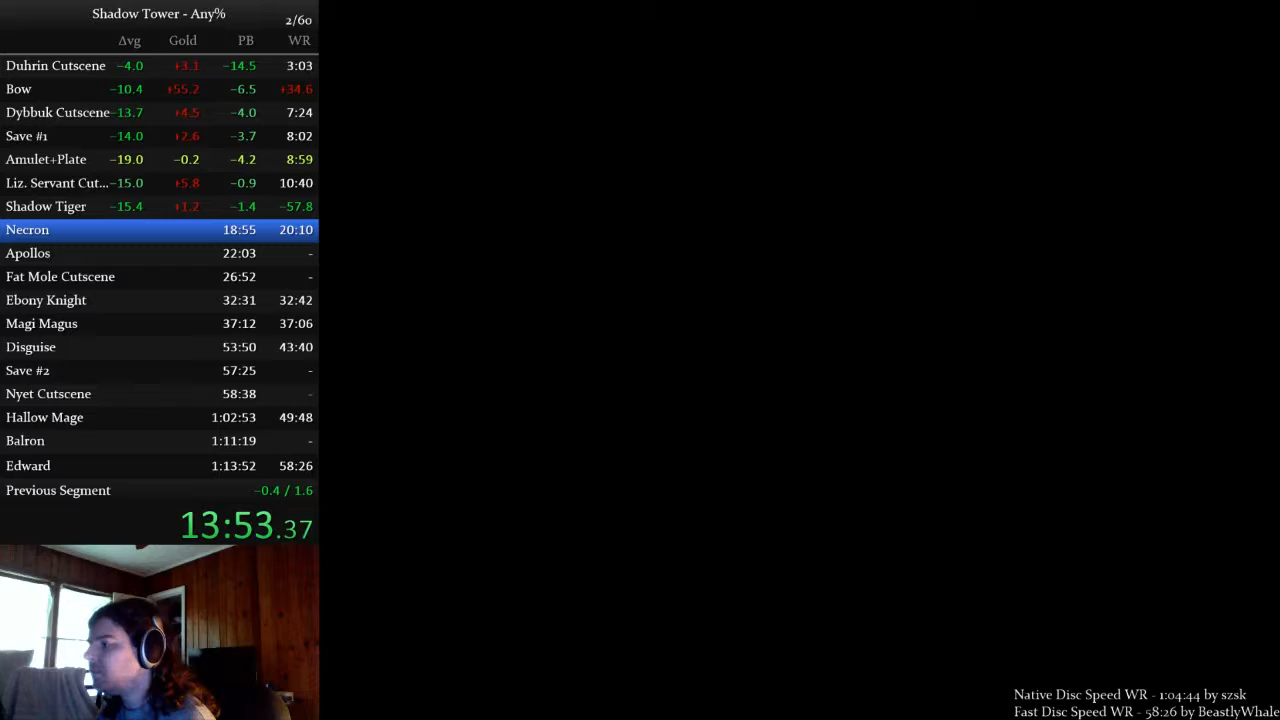 Shadow Tower - Any%
2/60
Δvg Gold PB WR
Duhrin Cutscene −4.0 +3.1 −14.5 3:03
Bow −10.4 +55.2 −6.5 +34.6
Dybbuk Cutscene −13.7 +4.5 −4.0 7:24
Save #1 −14.0 +2.6 −3.7 8:02
Amulet+Plate −19.0 −0.2 −4.2 8:59
Liz. Servant Cut... −15.0 +5.8 −0.9 10:40
Shadow Tiger −15.4 +1.2 −1.4 −57.8
Necron 18:55 20:10
Apollos 22:03 -
Fat Mole Cutscene 26:52 -
Ebony Knight 32:31 32:42
Magi Magus 37:12 37:06
Disguise 53:50 43:40
Save #2 57:25 -
Nyet Cutscene 58:38 -
Hallow Mage 1:02:53 49:48
Balron 1:11:19 -
Edward 1:13:52 58:26
Previous Segment −0.4 / 1.6
13:53.37
Native Disc Speed WR - 1:04:44 by szsk
Fast Disc Speed WR - 58:26 by BeastlyWhale